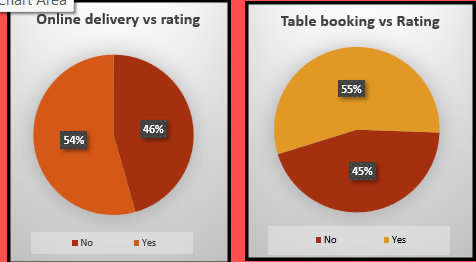 Chart Area
Online delivery vs rating
54%
46%
No Yes
Table booking vs Rating
55%
45%
No Yes